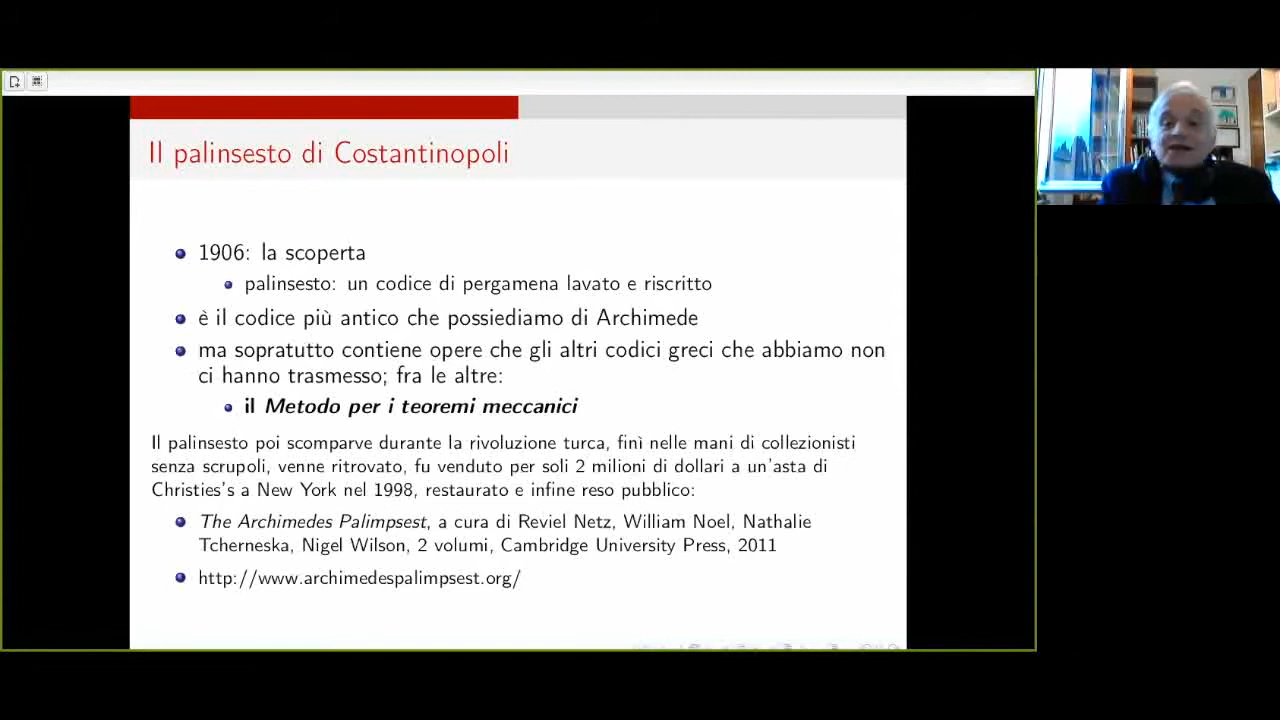 Il palinsesto di Costantinopoli
1906: la scoperta
palinsesto: un codice di pergamena lavato e riscritto
è il codice più antico che possiediamo di Archimede
ma sopratutto contiene opere che gli altri codici greci che abbiamo non
ci hanno trasmesso; fra le altre:
il Metodo per i teoremi meccanici
Il palinsesto poi scomparve durante la rivoluzione turca, finì nelle mani di collezionisti
senza scrupoli, venne ritrovato, fu venduto per soli 2 milioni di dollari a un'asta di
Christies's a New York nel 1998, restaurato e infine reso pubblico:
The Archimedes Palimpsest, a cura di Reviel Netz, William Noel, Nathalie
Tcherneska, Nigel Wilson, 2 volumi, Cambridge University Press, 2011
http://www.archimedespalimpsest.org/